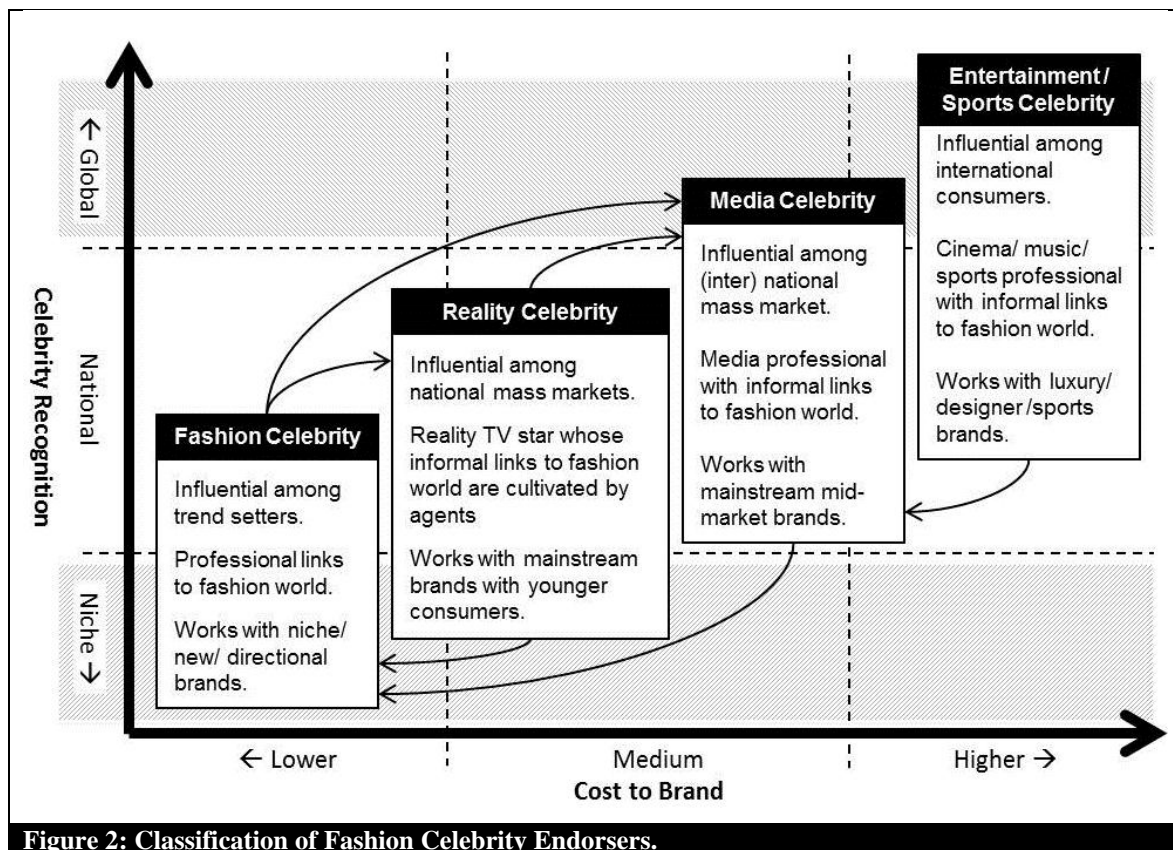 Entertainment /
Sports Celebrity
Influential among
international
consumers.
Cinema/ music/
sports professional
with informal links
to fashion world.
Works with luxury/
designer /sports
brands.
Media Celebrity
Influential among
(inter) national
mass market.
Media professional
with informal links
to fashion world.
Works with
mainstream mid-
market brands.
Reality Celebrity
Influential among
national mass markets.
Reality TV star whose
informal links to fashion
world are cultivated by
agents
Works with mainstream
brands with younger
consumers.
Fashion Celebrity
Influential among
trend setters.
Professional links
to fashion world.
Works with niche/
new/ directional
brands.
Celebrity Recognition
← Global
National
Niche →
← Lower
Medium
Higher →
Cost to Brand
Figure 2: Classification of Fashion Celebrity Endorsers.